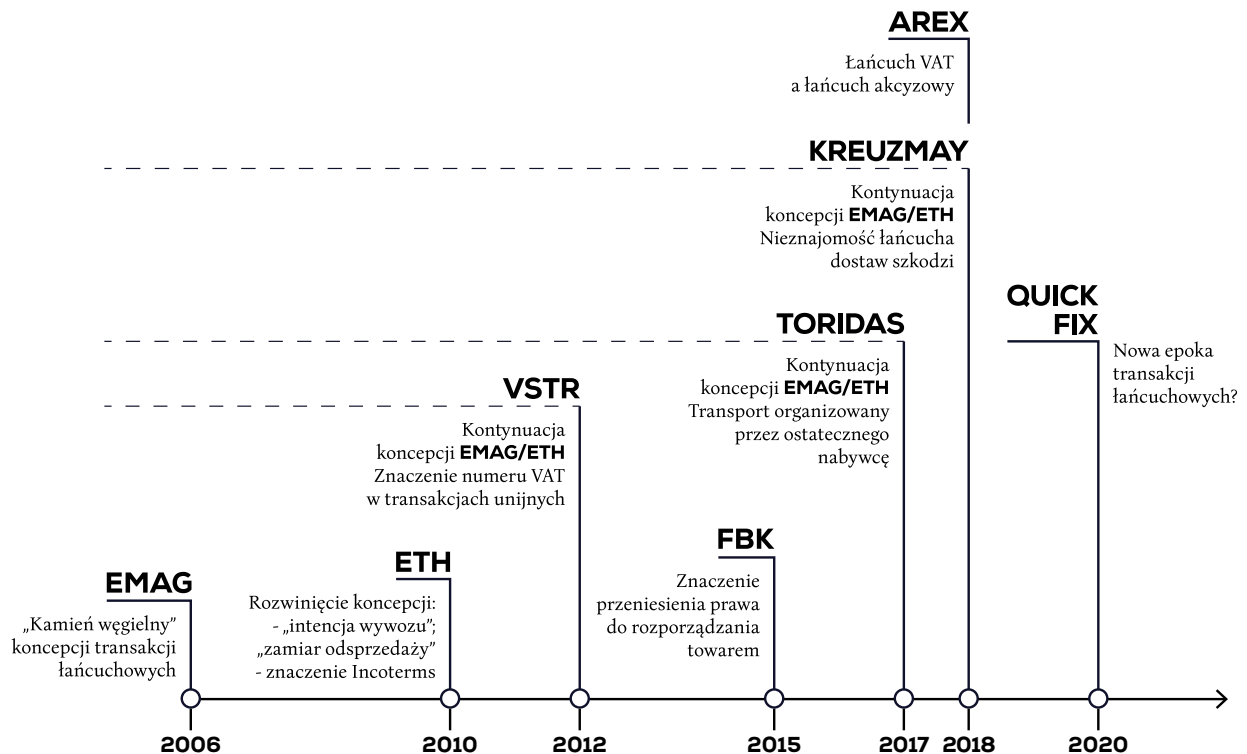 AREX
Łańcuch VAT
a łańcuch akcyzowy
KREUZMAY
Kontynuacja
koncepcji EMAG/ETH
Nieznajomość łańcucha
dostaw szkodzi
QUICK
FIX
Nowa epoka
transakcji
łańcuchowych?
TORIDAS
Kontynuacja
koncepcji EMAG/ETH
Transport organizowany
przez ostatecznego
nabywcę
VSTR
Kontynuacja
koncepcji EMAG/ETH
Znaczenie numeru VAT
w transakcjach unijnych
FBK
Znaczenie
przeniesienia prawa
do rozporządzania
towarem
ETH
Rozwinięcie koncepcji:
- „intencja wywozu”;
„zamiar odsprzedaży”
- znaczenie Incoterms
EMAG
„Kamień węgielny”
koncepcji transakcji
łańcuchowych
2006
2010
2012
2015
2017
2018
2020